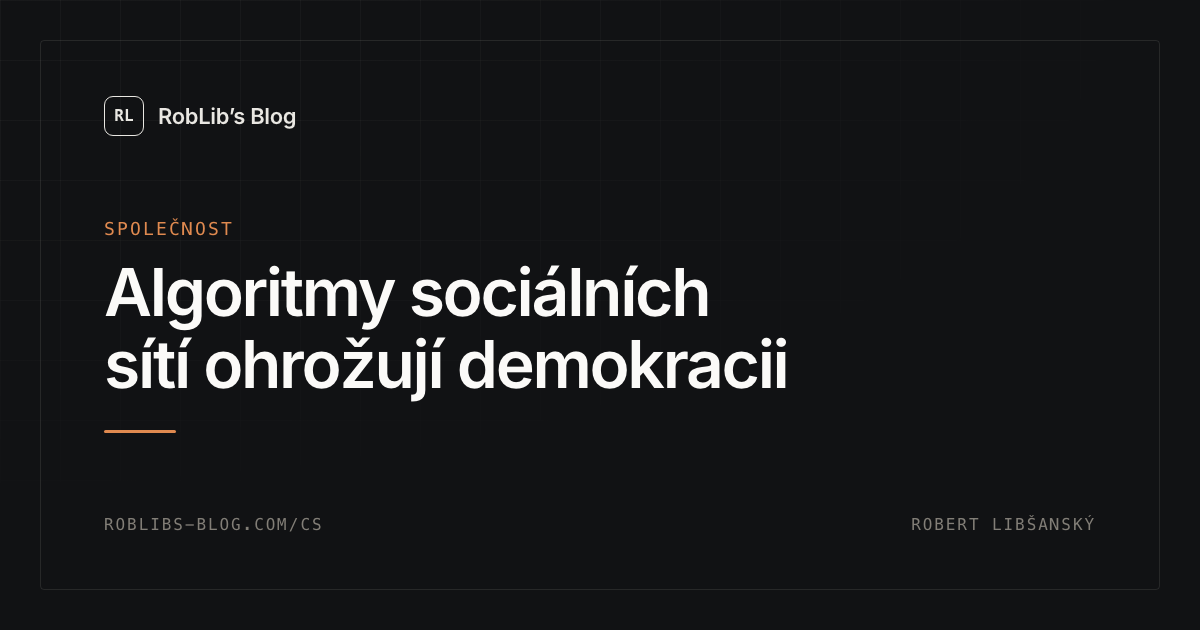 RL
RobLib’s Blog
SPOLEČNOST
Algoritmy sociálních
sítí ohrožují demokracii
ROBLIBS-BLOG.COM/CS
ROBERT LIBŠANSKÝ